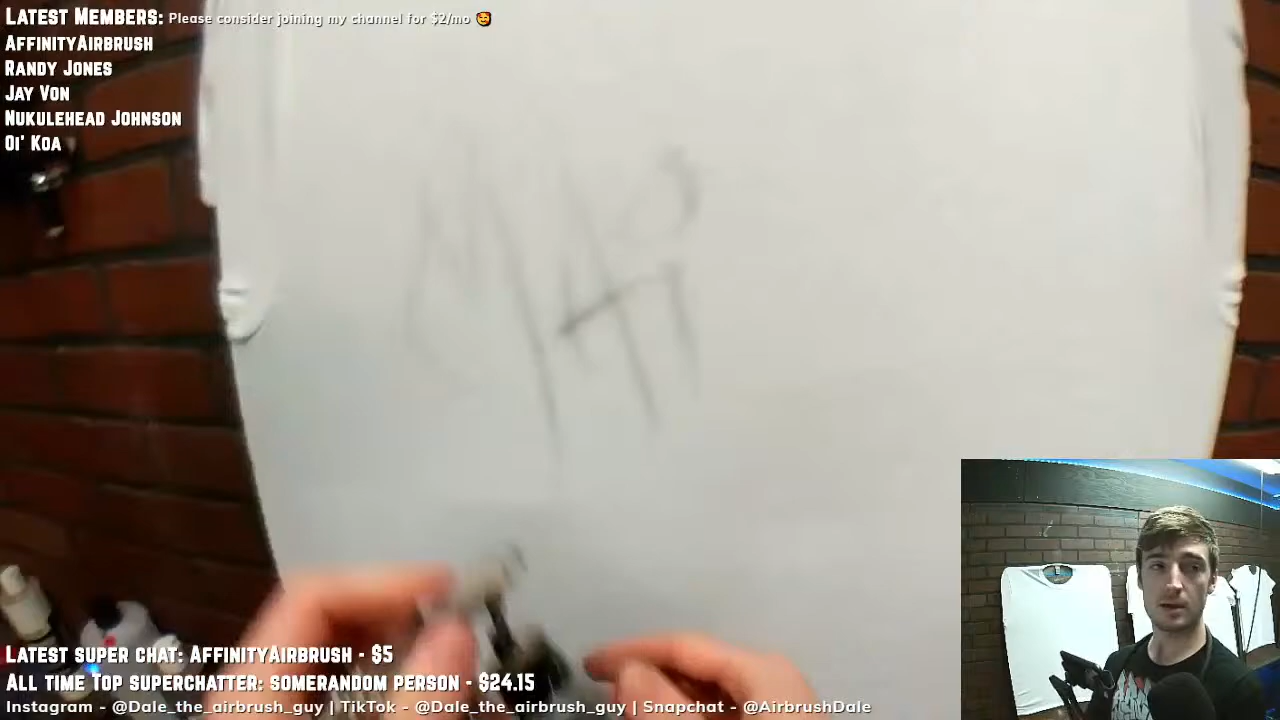 LATEST MEMBERS: Please consider joining my channel for $2/mo 🥰
AFFINITYAIRBRUSH
RANDY JONES
JAY VON
NUKULEHEAD JOHNSON
OI' KOA
LATEST SUPER CHAT: AFFINITYAIRBRUSH - $5
ALL TIME TOP SUPERCHATTER: SOMERANDOM PERSON - $24.15
Instagram - @Dale_the_airbrush_guy | TikTok - @Dale_the_airbrush_guy | Snapchat - @AirbrushDale